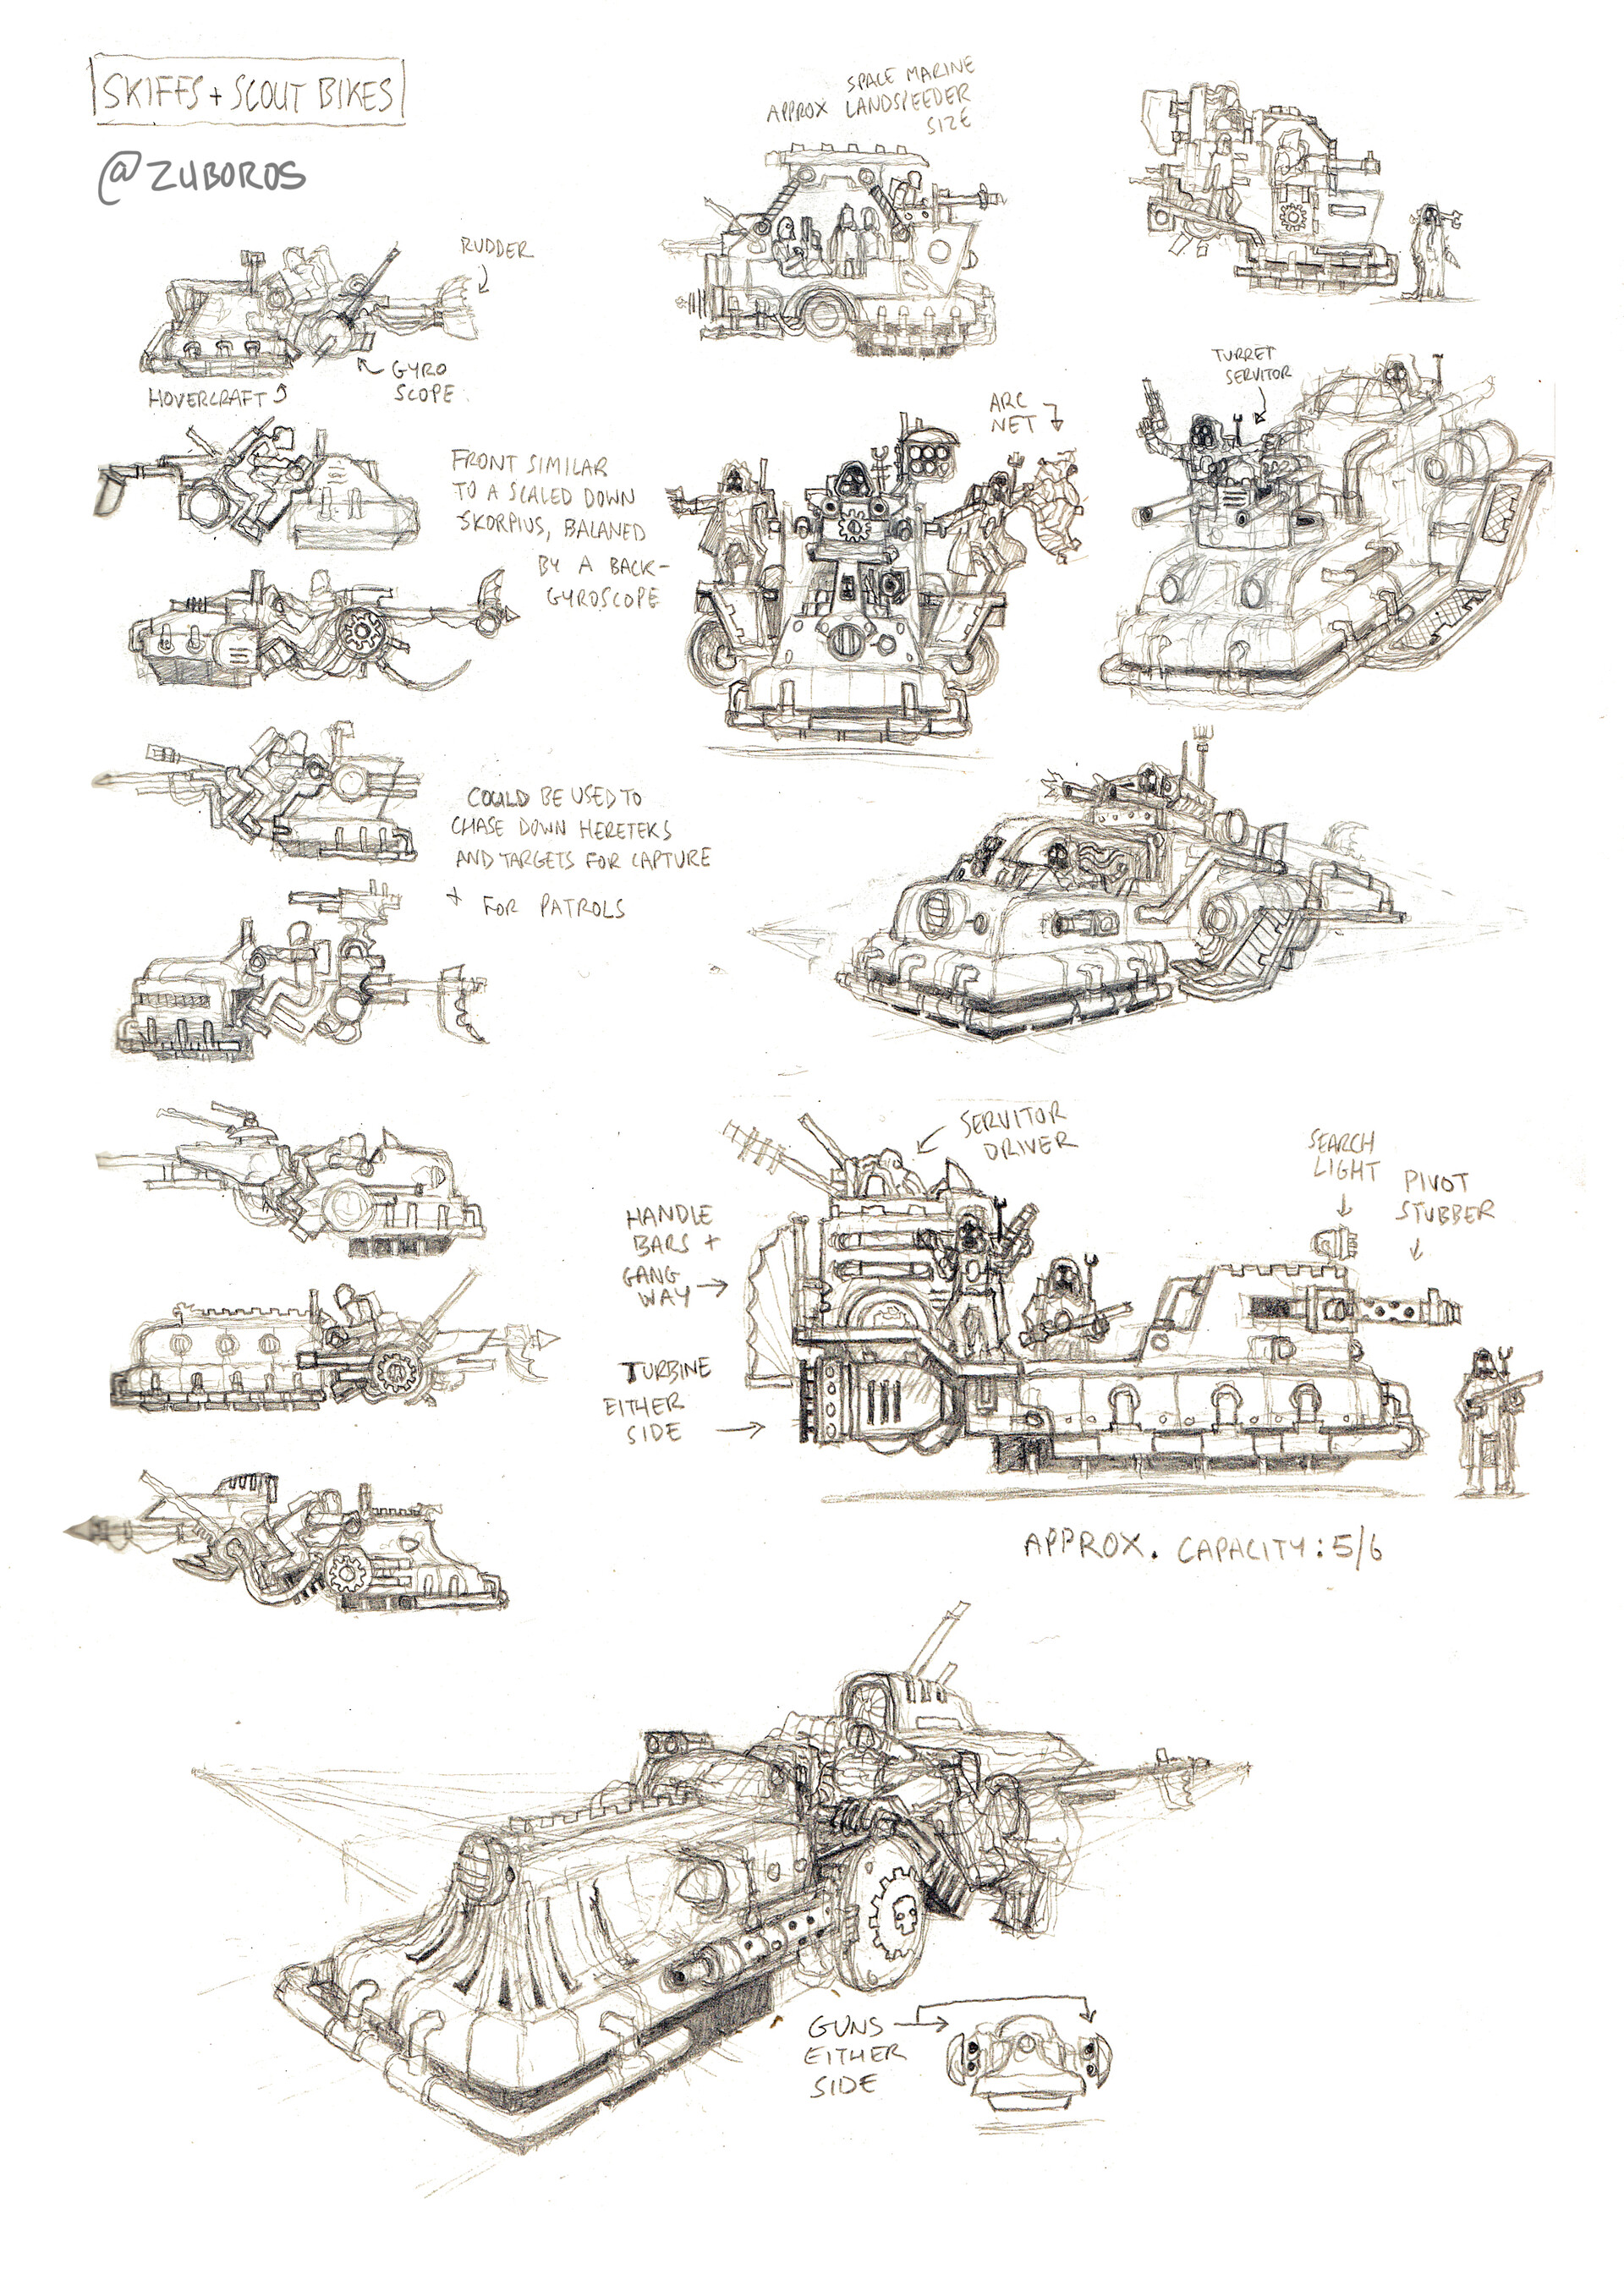 SKIFFS + SCOUT BIKES
@ZUBOROS
SPACE MARINE
APPROX LANDSPEEDER
SIZE
RUDDER
GYRO
SCOPE
HOVERCRAFT
FRONT SIMILAR
TO A SCALED DOWN
SKORPIUS, BALANED
BY A BACK-
GYROSCOPE
ARC
NET
TURRET
SERVITOR
COULD BE USED TO
CHASE DOWN HERETEKS
AND TARGETS FOR CAPTURE
+ FOR PATROLS
SERVITOR
DRIVER
SEARCH
LIGHT
PIVOT
STUBBER
HANDLE
BARS +
GANG
WAY
TURBINE
EITHER
SIDE
APPROX. CAPACITY: 5/6
GUNS
EITHER
SIDE